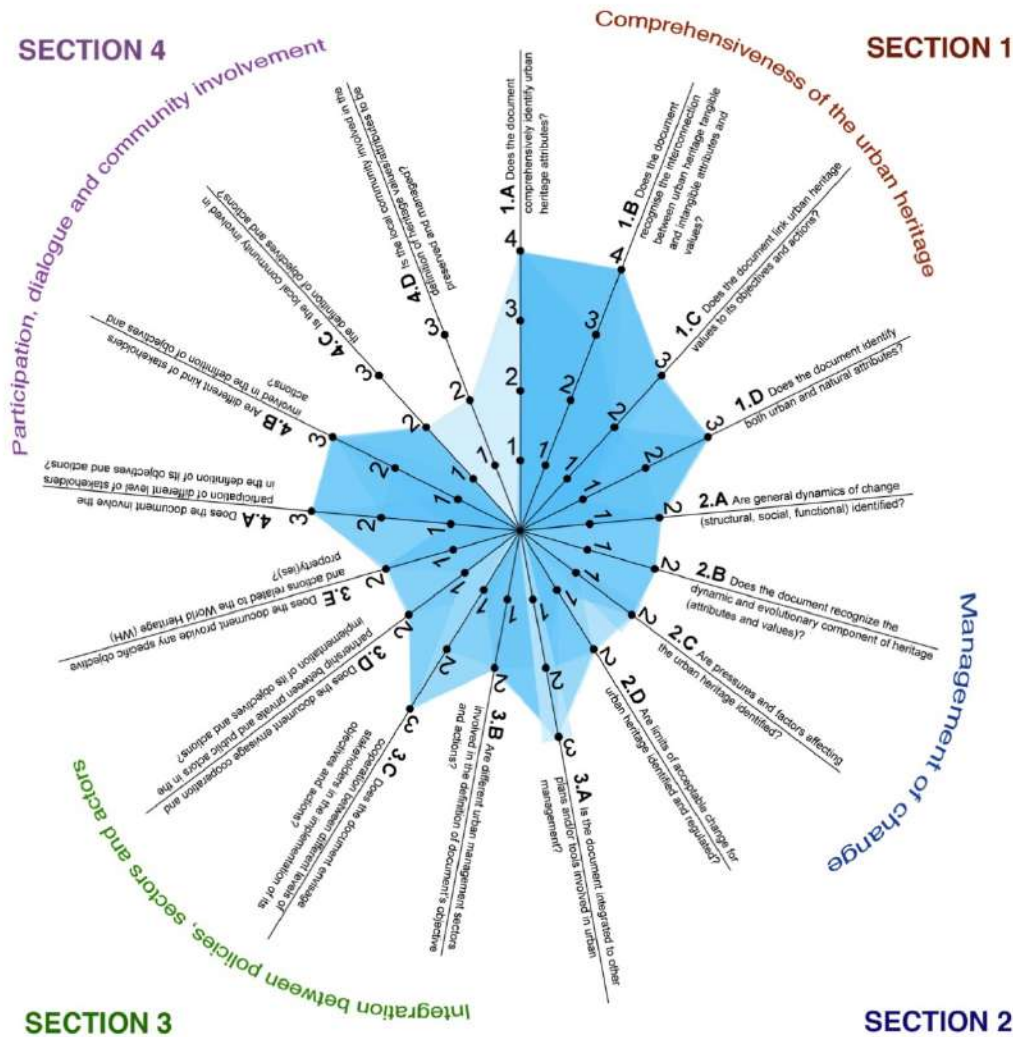 SECTION 4
SECTION 1
Participation, dialogue and community involvement
Comprehensiveness of the urban heritage
1.A Does the document
comprehensively identify urban
heritage attributes?
4
3
2
1
1.B Does the document
recognise the interconnection
between urban heritage tangible
and intangible attributes and
values?
4
3
2
1
1.C Does the document link urban heritage
values to its objectives and actions?
3
2
1
1.D Does the document identify
both urban and natural attributes?
3
2
1
2.A Are general dynamics of change
(structural, social, functional) identified?
2
1
2.B Does the document recognize the
dynamic and evolutionary component of heritage
(attributes and values)?
2
1
2.C Are pressures and factors affecting
the urban heritage identified?
2
1
2.D Are limits of acceptable change for
urban heritage identified and regulated?
2
1
3.A Is the document integrated to other
plans and/or tools involved in urban
management?
3
2
1
3.B Are different urban management sectors
involved in the definition of document's objective
and actions?
2
1
3.C Does the document envisage
cooperation between different levels of
stakeholders in the implementation of its
objectives and actions?
3
2
1
3.D Does the document envisage cooperation and
partnership between private and public actors in the
implementation of its objectives and actions?
2
1
3.E Does the document provide any specific objective
and actions related to the World Heritage (WH)
property(ies)?
2
1
4.A Does the document involve the
participation of different level of stakeholders
in the definition of its objectives and actions?
3
2
1
4.B Are different kind of stakeholders
involved in the definition of objectives and
actions?
3
2
1
4.C Is the local community involved in
the definition of objectives and actions?
3
2
1
4.D Is the local community involved in the
definition of heritage values/attributes to be
preserved and managed?
3
2
1
Management of change
Integration between policies, sectors and actors
SECTION 3
SECTION 2